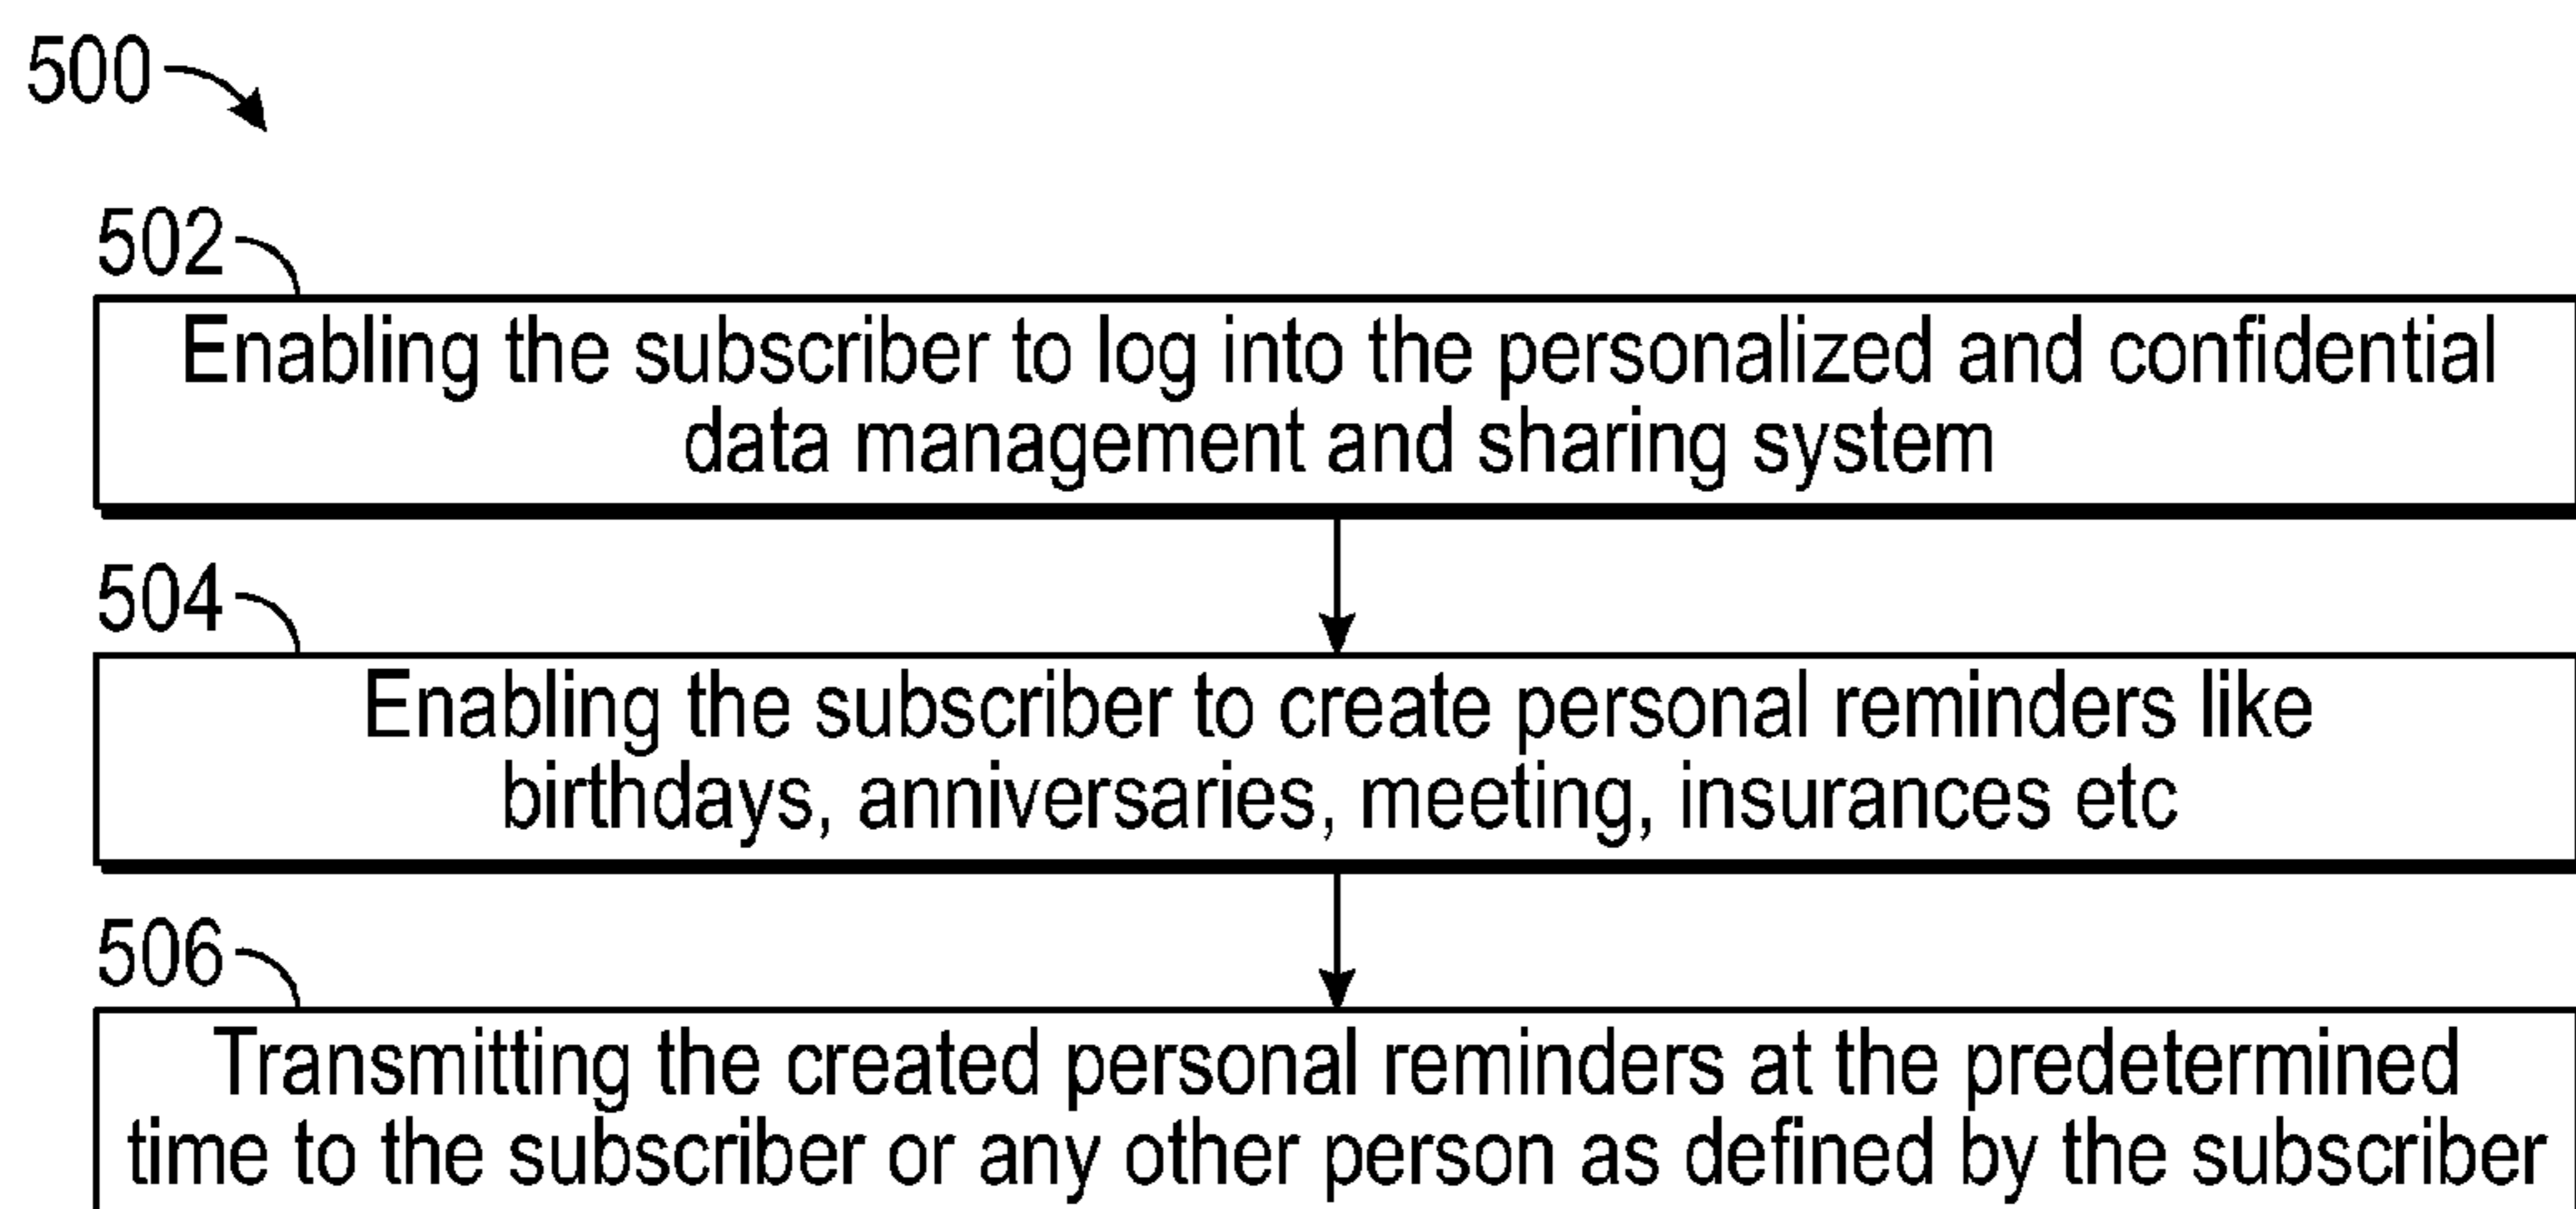 500
502
Enabling the subscriber to log into the personalized and confidential
data management and sharing system
504
Enabling the subscriber to create personal reminders like
birthdays, anniversaries, meeting, insurances etc
506
Transmitting the created personal reminders at the predetermined
time to the subscriber or any other person as defined by the subscriber